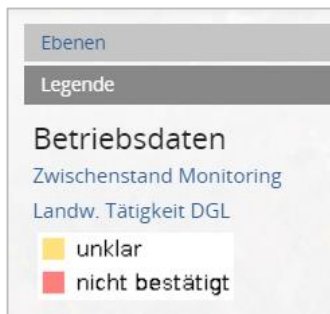 Ebenen
Legende
Betriebsdaten
Zwischenstand Monitoring
Landw. Tätigkeit DGL
unklar
nicht bestätigt